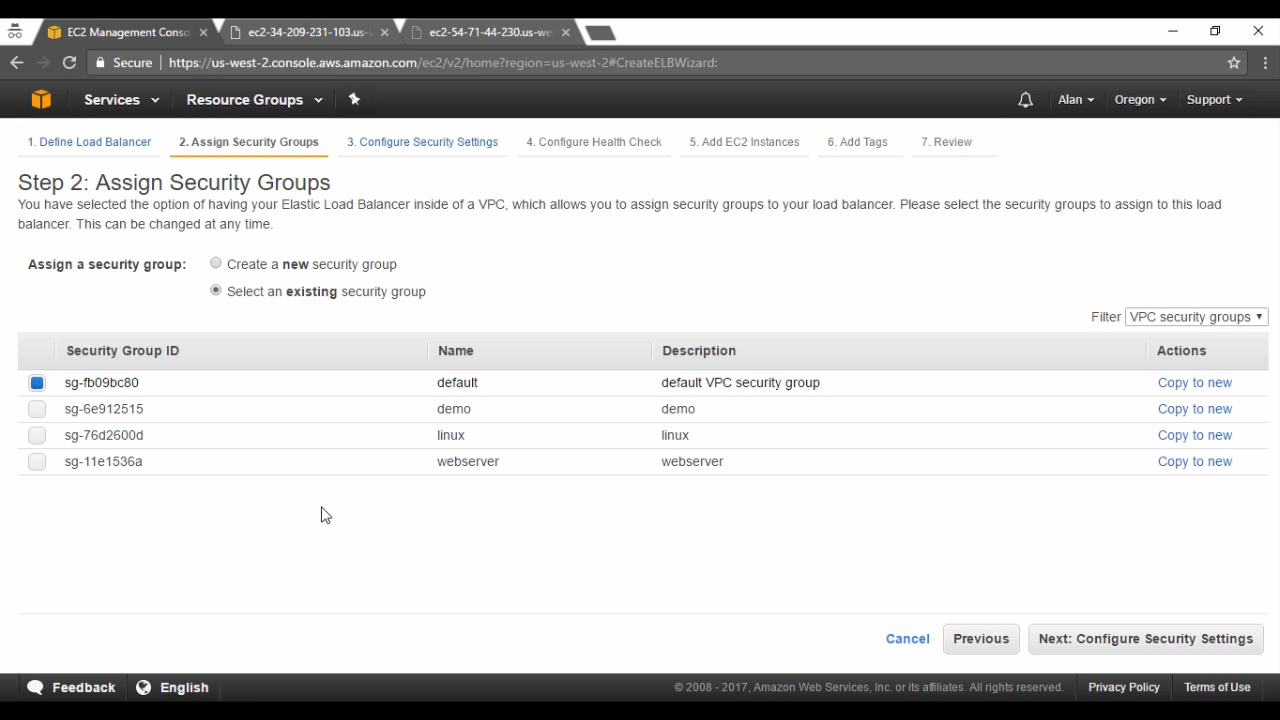 EC2 Management Conso
ec2-34-209-231-103.us-
ec2-54-71-44-230.us-we
Secure
https://us-west-2.console.aws.amazon.com/ec2/v2/home?region=us-west-2#CreateELBWizard:
Services Resource Groups Alan Oregon Support
1. Define Load Balancer 2. Assign Security Groups 3. Configure Security Settings 4. Configure Health Check 5. Add EC2 Instances 6. Add Tags 7. Review
Step 2: Assign Security Groups
You have selected the option of having your Elastic Load Balancer inside of a VPC, which allows you to assign security groups to your load balancer. Please select the security groups to assign to this load
balancer. This can be changed at any time.
Assign a security group: Create a new security group
Select an existing security group
Filter VPC security groups
Security Group ID Name Description Actions
sg-fb09bc80 default default VPC security group Copy to new
sg-6e912515 demo demo Copy to new
sg-76d2600d linux linux Copy to new
sg-11e1536a webserver webserver Copy to new
Cancel Previous Next: Configure Security Settings
Feedback English © 2008 - 2017, Amazon Web Services, Inc. or its affiliates. All rights reserved. Privacy Policy Terms of Use